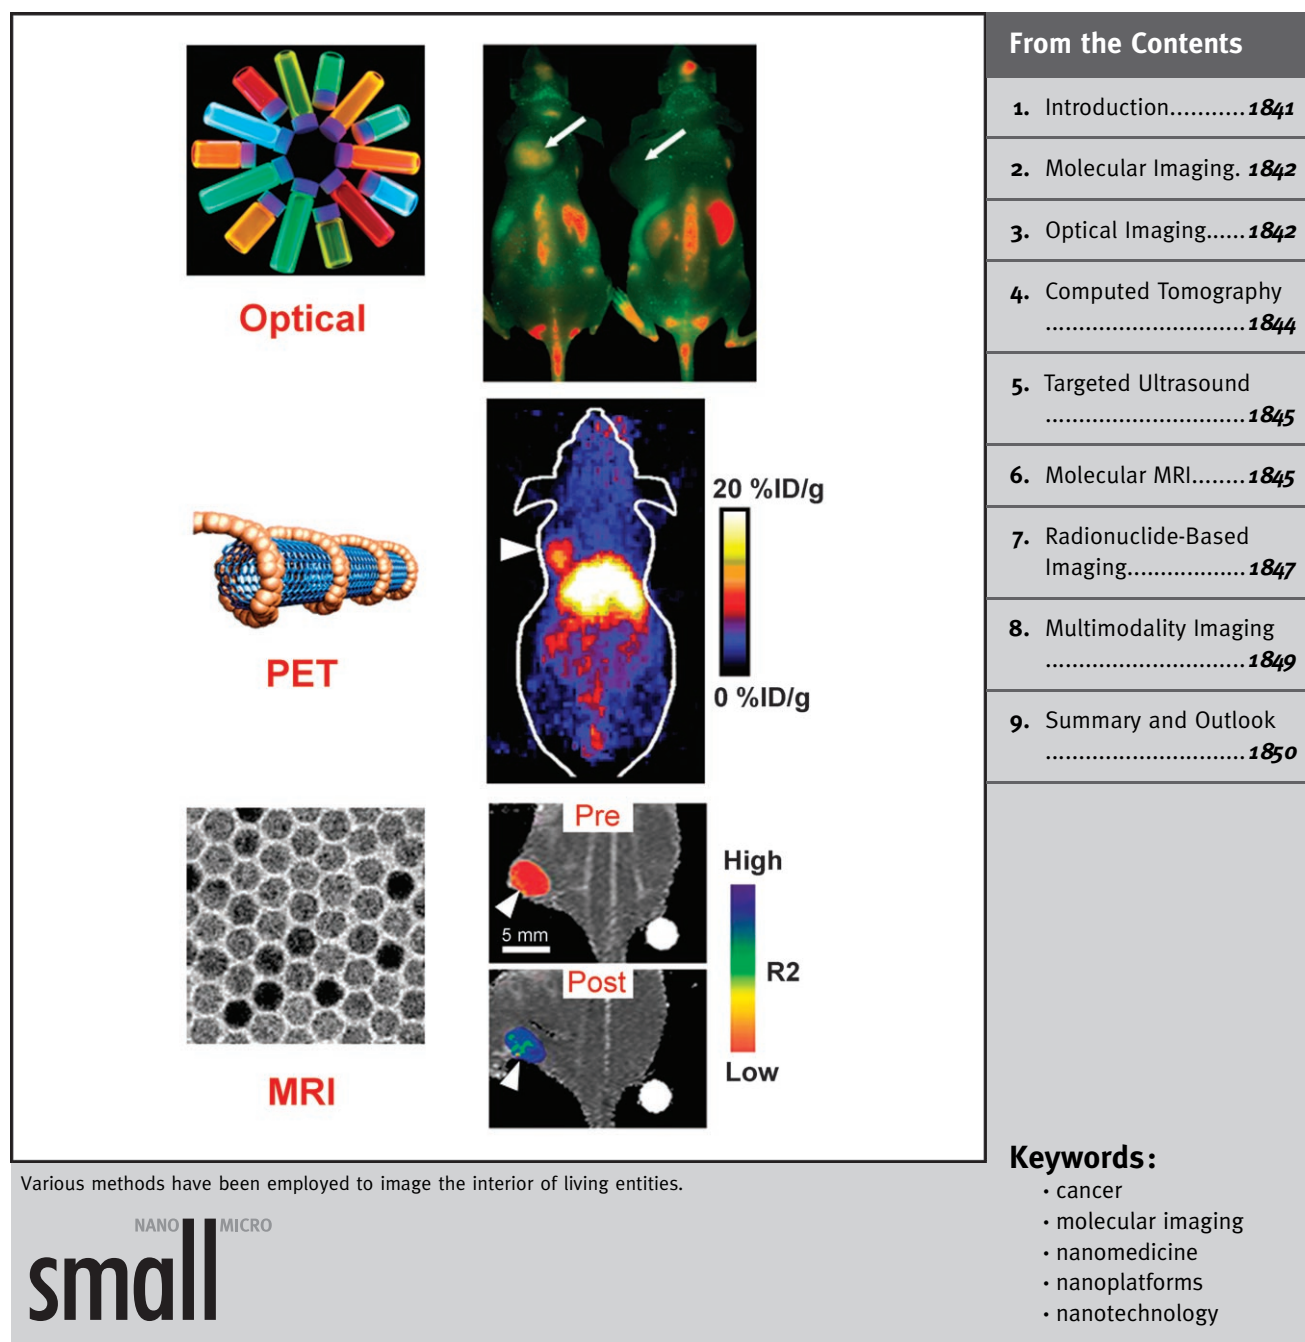 Optical
20 %ID/g
PET
0 %ID/g
Pre
5 mm
Post
High
R2
Low
MRI
Various methods have been employed to image the interior of living entities.
NANO MICRO
small
From the Contents
1. Introduction...........1841
2. Molecular Imaging. 1842
3. Optical Imaging......1842
4. Computed Tomography
..............................1844
5. Targeted Ultrasound
..............................1845
6. Molecular MRI........1845
7. Radionuclide-Based
Imaging..................1847
8. Multimodality Imaging
..............................1849
9. Summary and Outlook
..............................1850
Keywords:
· cancer
· molecular imaging
· nanomedicine
· nanoplatforms
· nanotechnology